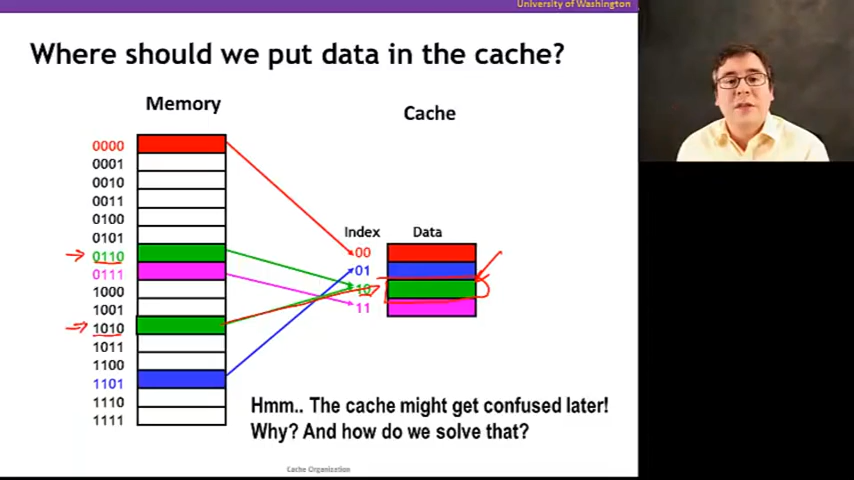 University of Washington
Where should we put data in the cache?
Memory
Cache
0000
0001
0010
0011
0100
0101
0110
0111
1000
1001
1010
1011
1100
1101
1110
1111
Index
Data
00
01
10
11
Hmm.. The cache might get confused later!
Why? And how do we solve that?
Cache Organization